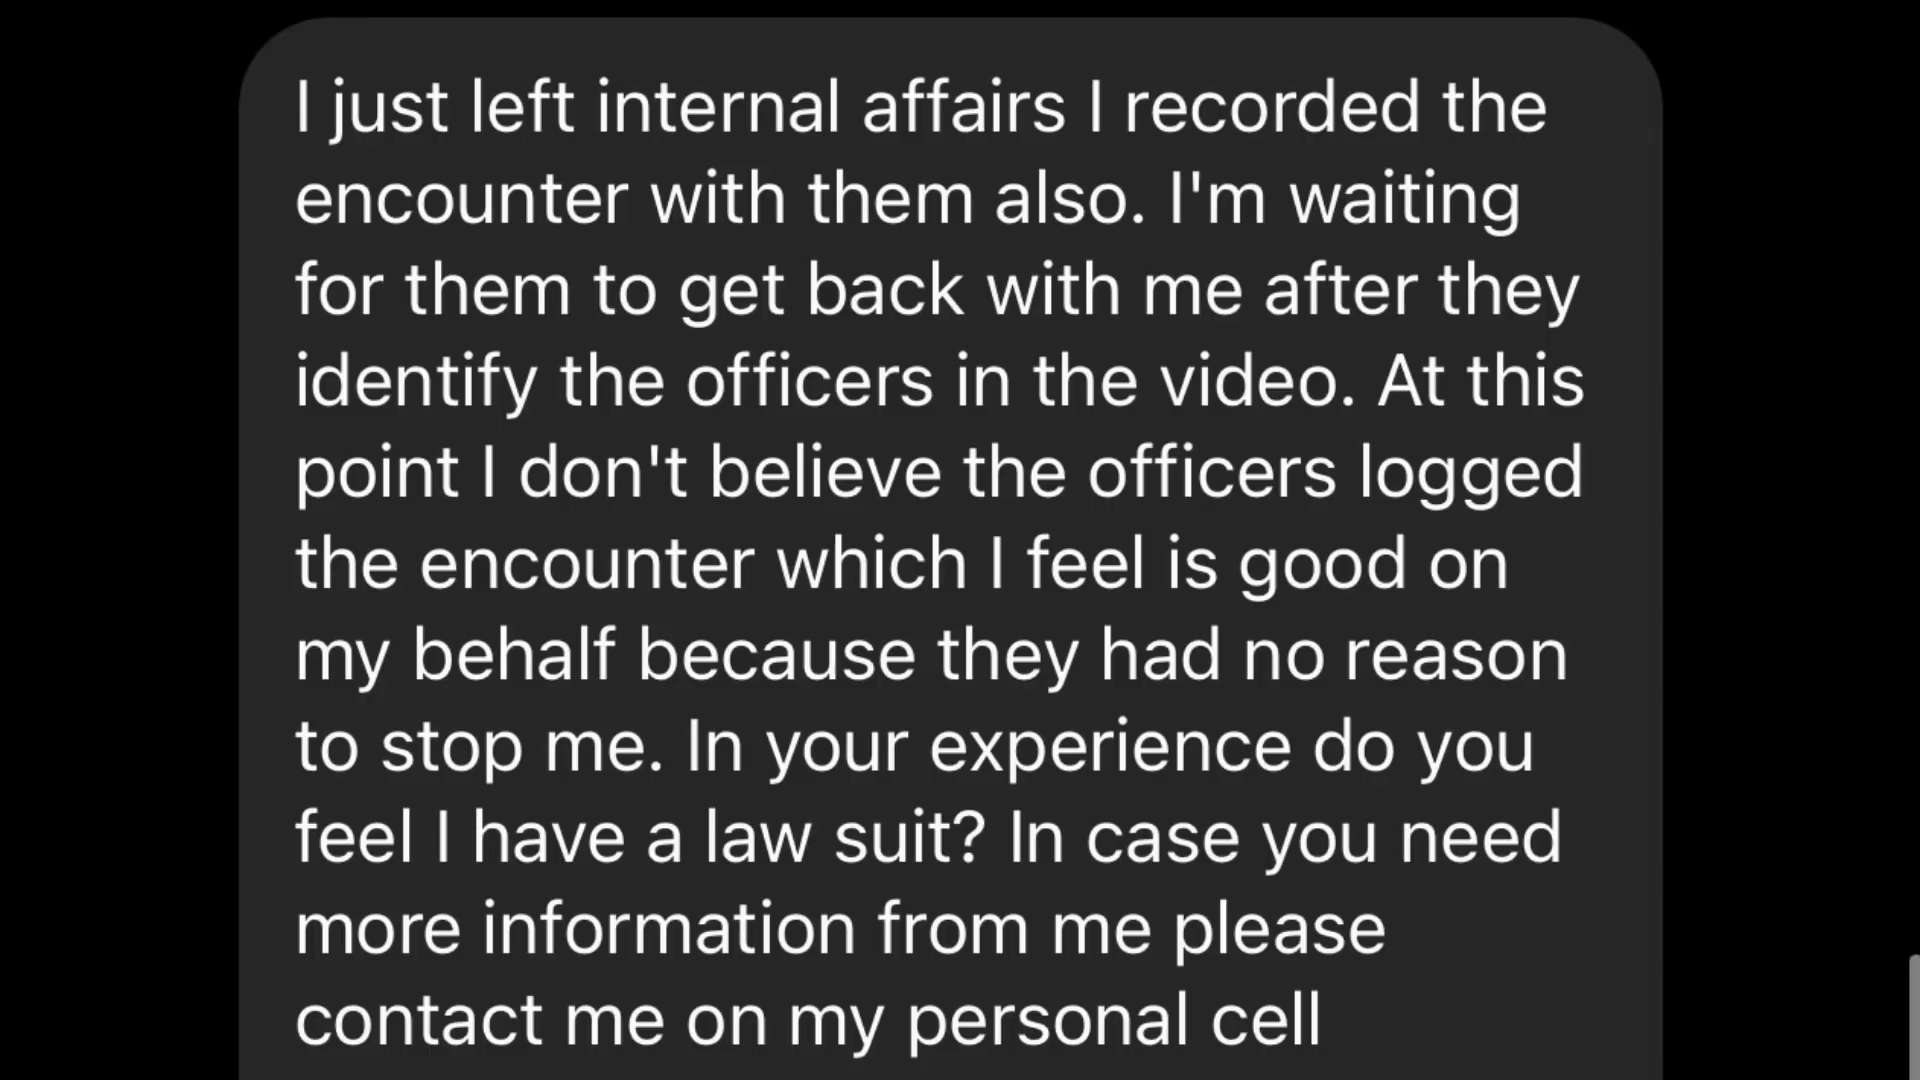 I just left internal affairs I recorded the
encounter with them also. I'm waiting
for them to get back with me after they
identify the officers in the video. At this
point I don't believe the officers logged
the encounter which I feel is good on
my behalf because they had no reason
to stop me. In your experience do you
feel I have a law suit? In case you need
more information from me please
contact me on my personal cell